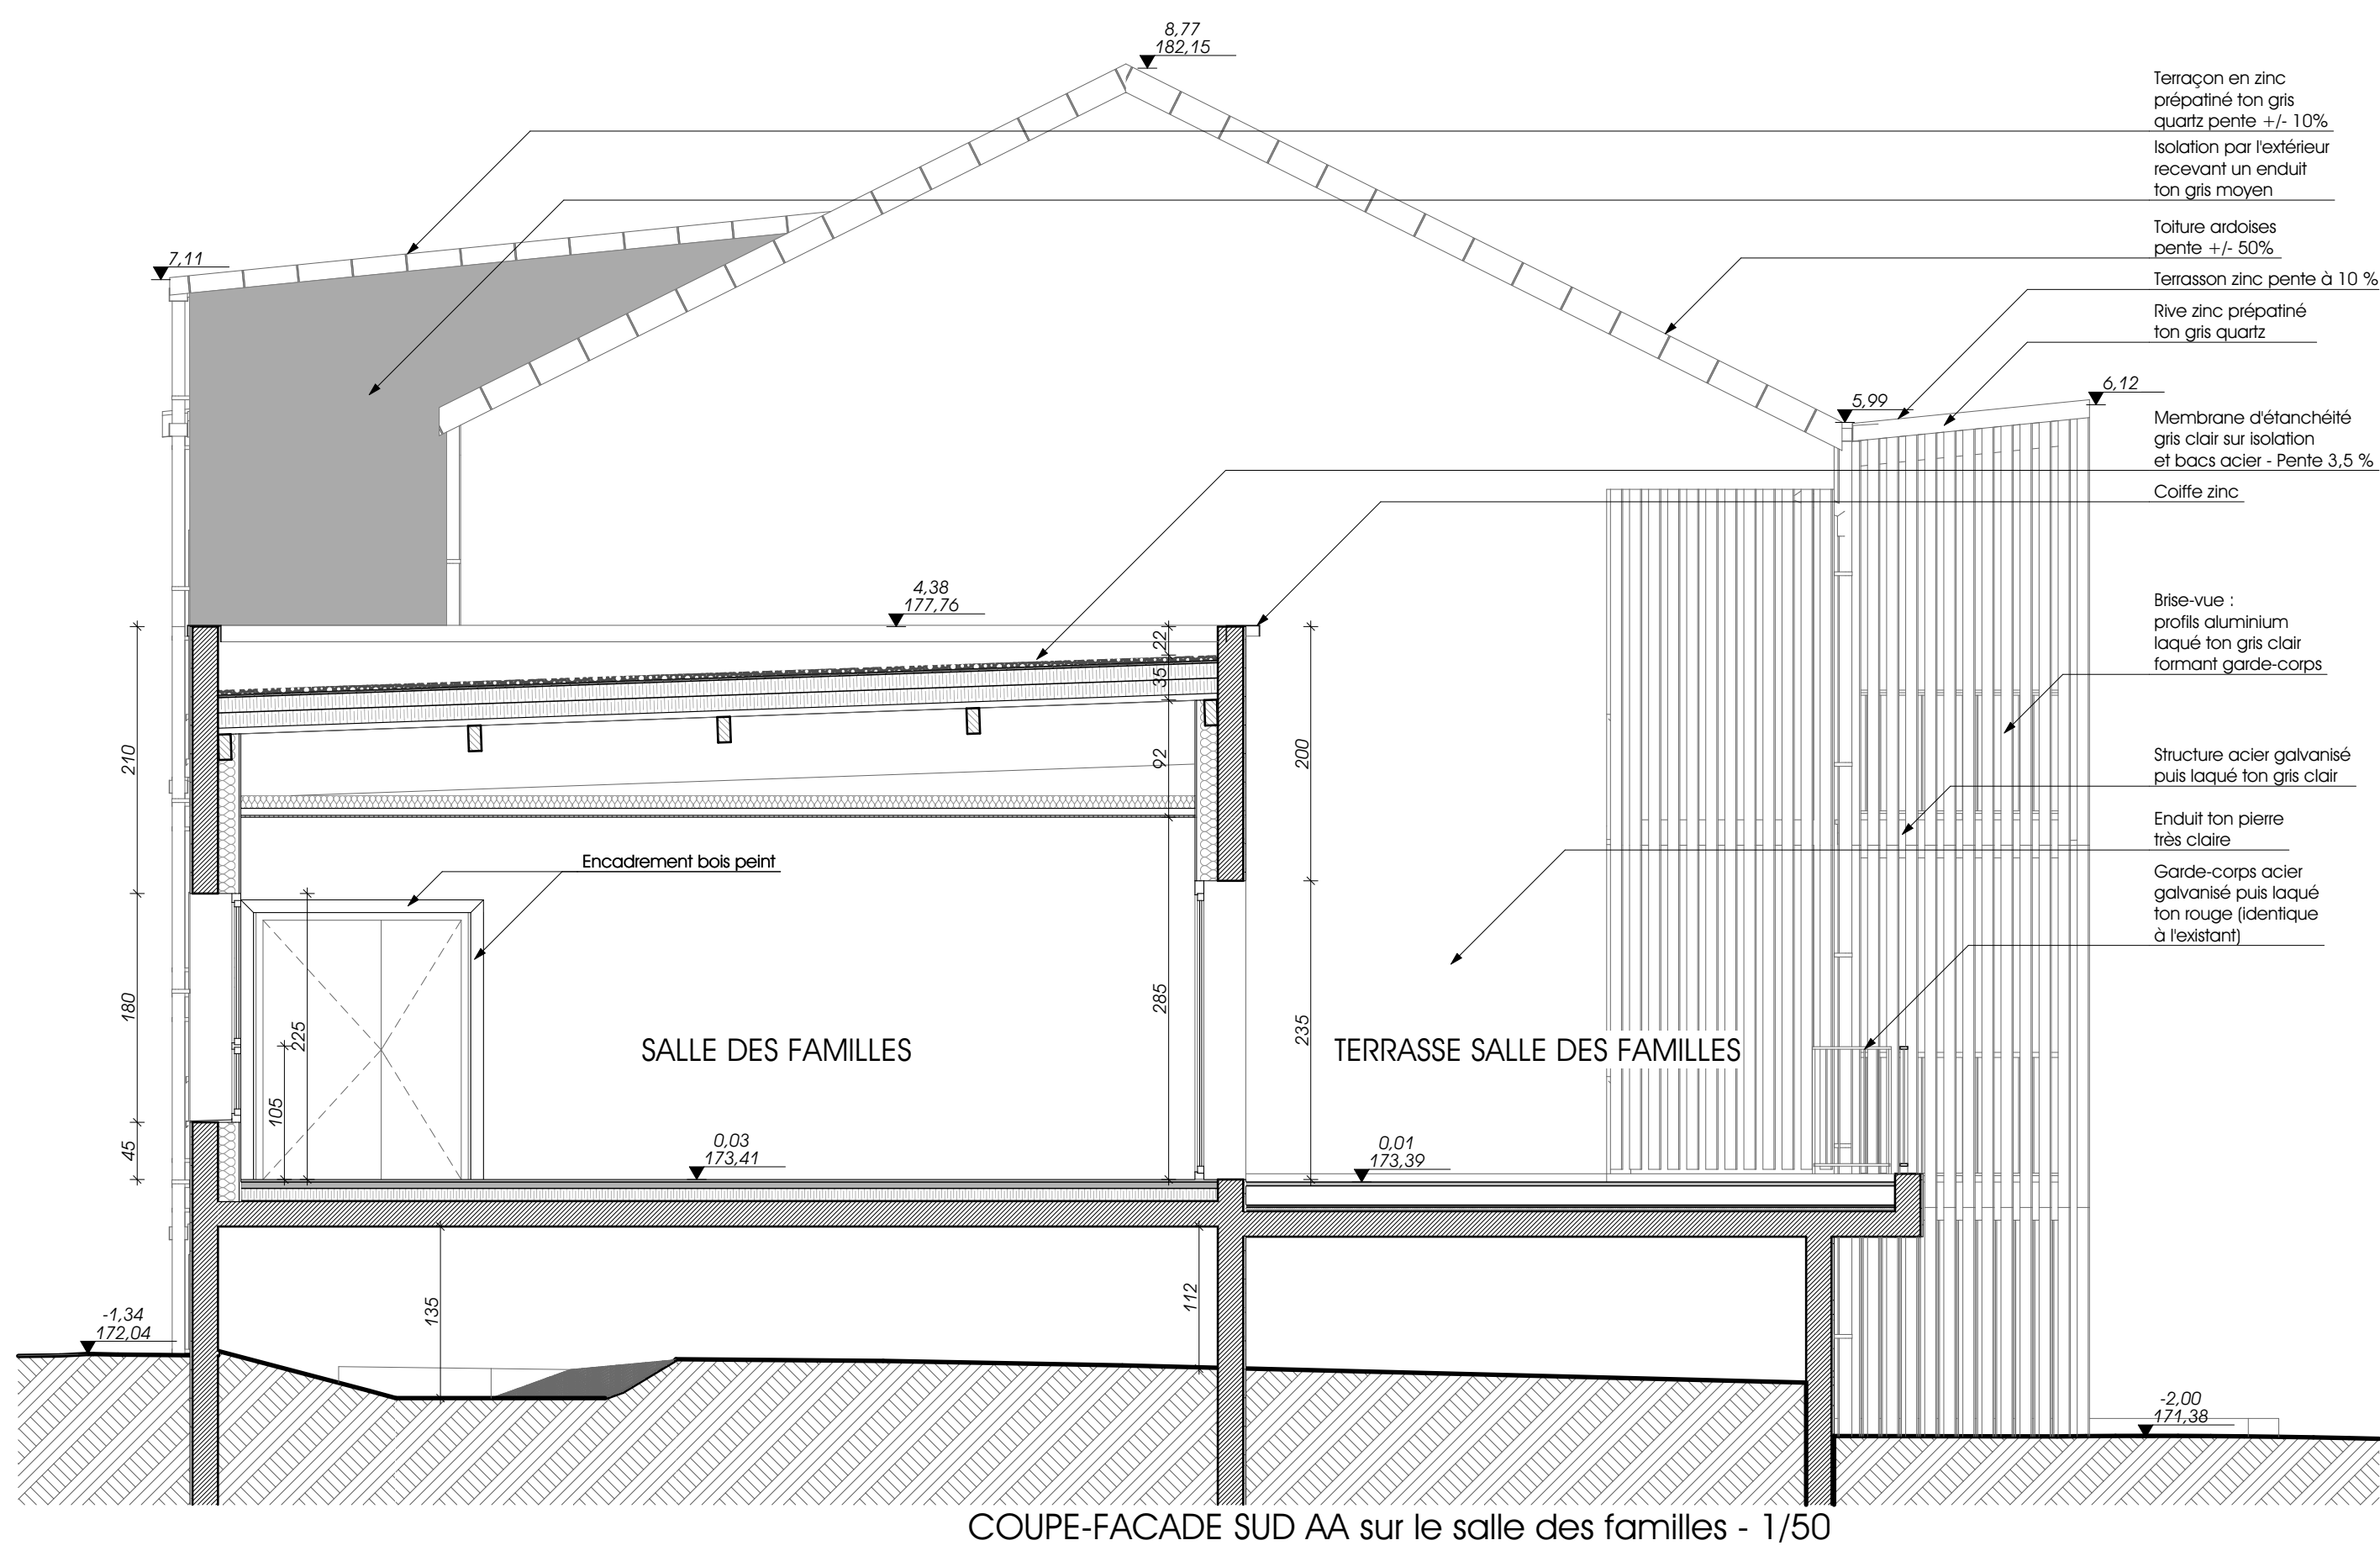 8,77
182,15
Terraçon en zinc
prépatiné ton gris
quartz pente +/- 10%
Isolation par l'extérieur
recevant un enduit
ton gris moyen
Toiture ardoises
pente +/- 50%
7,11
Terrasson zinc pente à 10 %
Rive zinc prépatiné
ton gris quartz
6,12
5,99
Membrane d'étanchéité
gris clair sur isolation
et bacs acier - Pente 3,5 %
Coiffe zinc
4,38
177,76
Brise-vue :
profils aluminium
laqué ton gris clair
formant garde-corps
22
35
210
92
200
Structure acier galvanisé
puis laqué ton gris clair
Enduit ton pierre
très claire
Encadrement bois peint
Garde-corps acier
galvanisé puis laqué
ton rouge (identique
à l'existant)
180
225
285
235
SALLE DES FAMILLES
TERRASSE SALLE DES FAMILLES
105
45
0,03
173,41
0,01
173,39
135
112
-1,34
172,04
-2,00
171,38
COUPE-FACADE SUD AA sur le salle des familles - 1/50